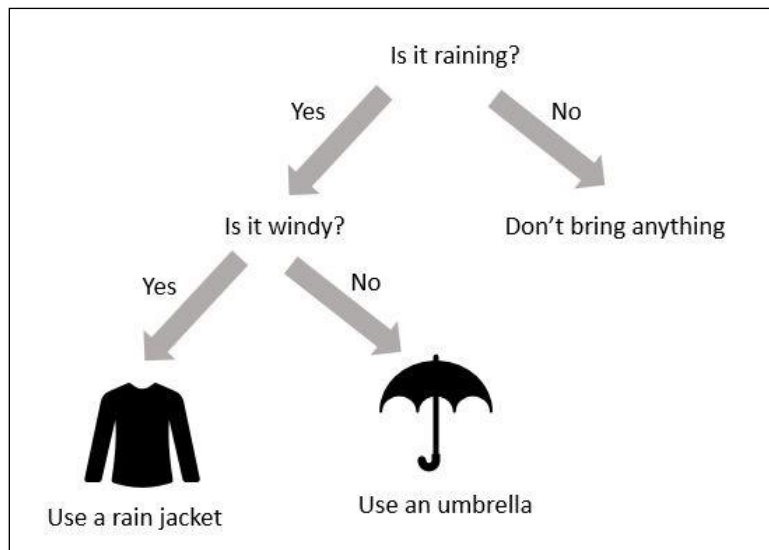 Is it raining?
Yes
No
Is it windy?
Don’t bring anything
Yes
No
Use a rain jacket
Use an umbrella